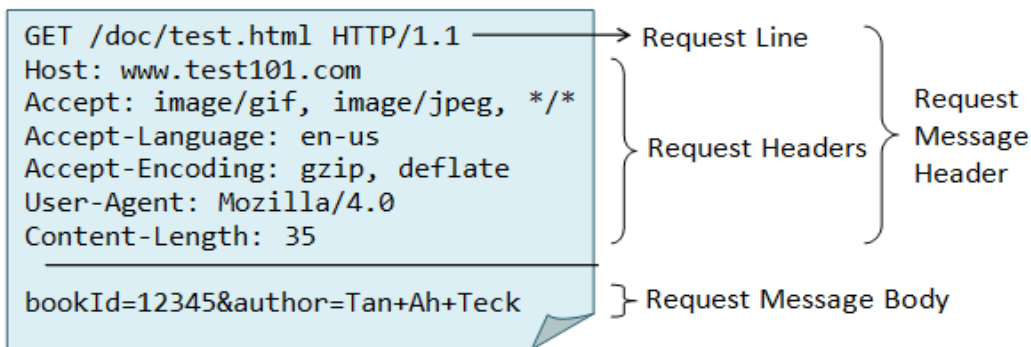 GET /doc/test.html HTTP/1.1
Request Line
Host: www.test101.com
Accept: image/gif, image/jpeg, */*
Accept-Language: en-us
Accept-Encoding: gzip, deflate
User-Agent: Mozilla/4.0
Content-Length: 35
Request Headers
Request
Message
Header
bookId=12345&author=Tan+Ah+Teck
Request Message Body